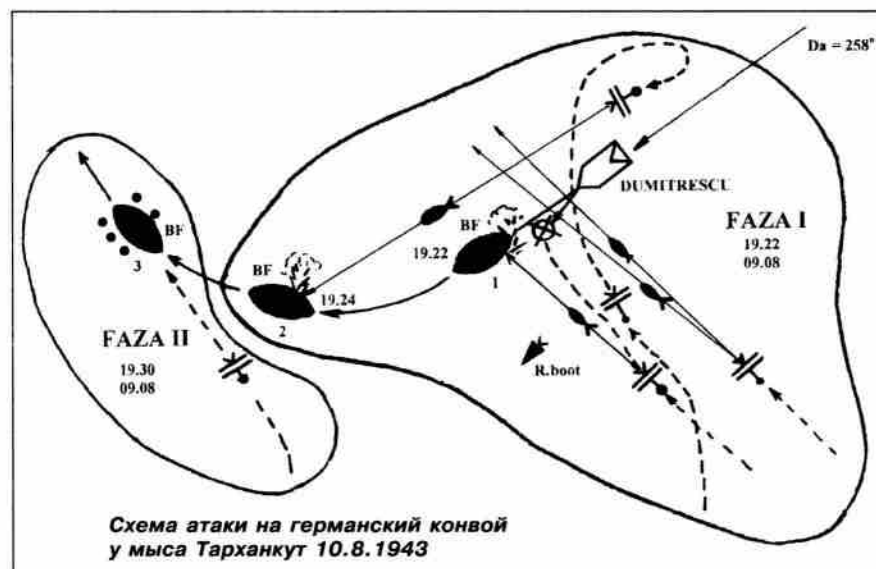 Da = 258°
DUMITRESCU
FAZA I
19.22
09.08
BF
19.22
1
BF
19.24
2
BF
3
FAZA II
19.30
09.08
R.boot
Схема атаки на германский конвой
у мыса Тарханкут 10.8.1943